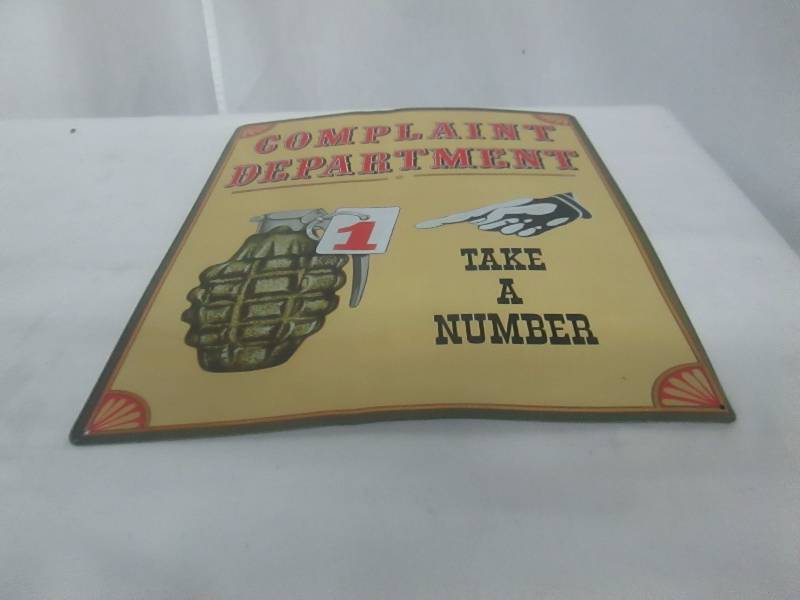 COMPLAINT
DEPARTMENT
1
TAKE
A
NUMBER